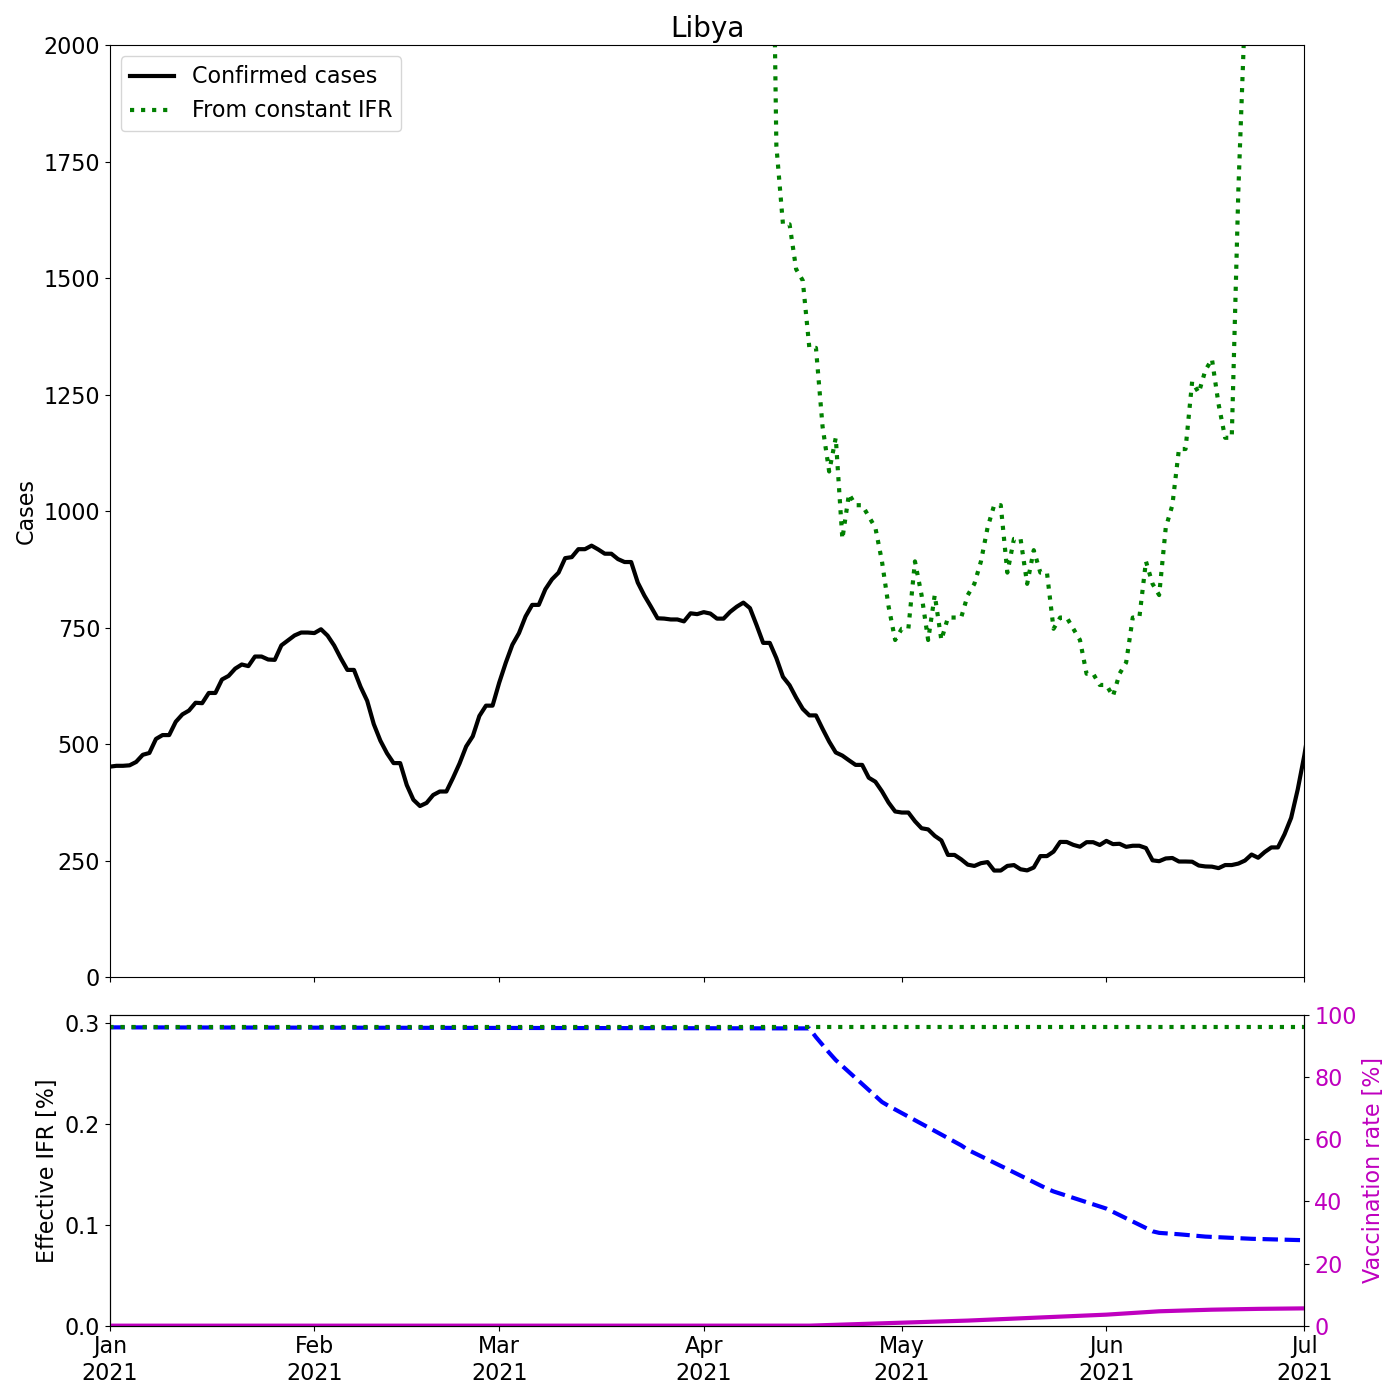 Libya
Confirmed cases
From constant IFR
Cases
2000
1750
1500
1250
1000
750
500
250
0
Effective IFR [%]
0.3
0.2
0.1
0.0
Vaccination rate [%]
100
80
60
40
20
0
Jan Feb Mar Apr May Jun Jul
2021 2021 2021 2021 2021 2021 2021